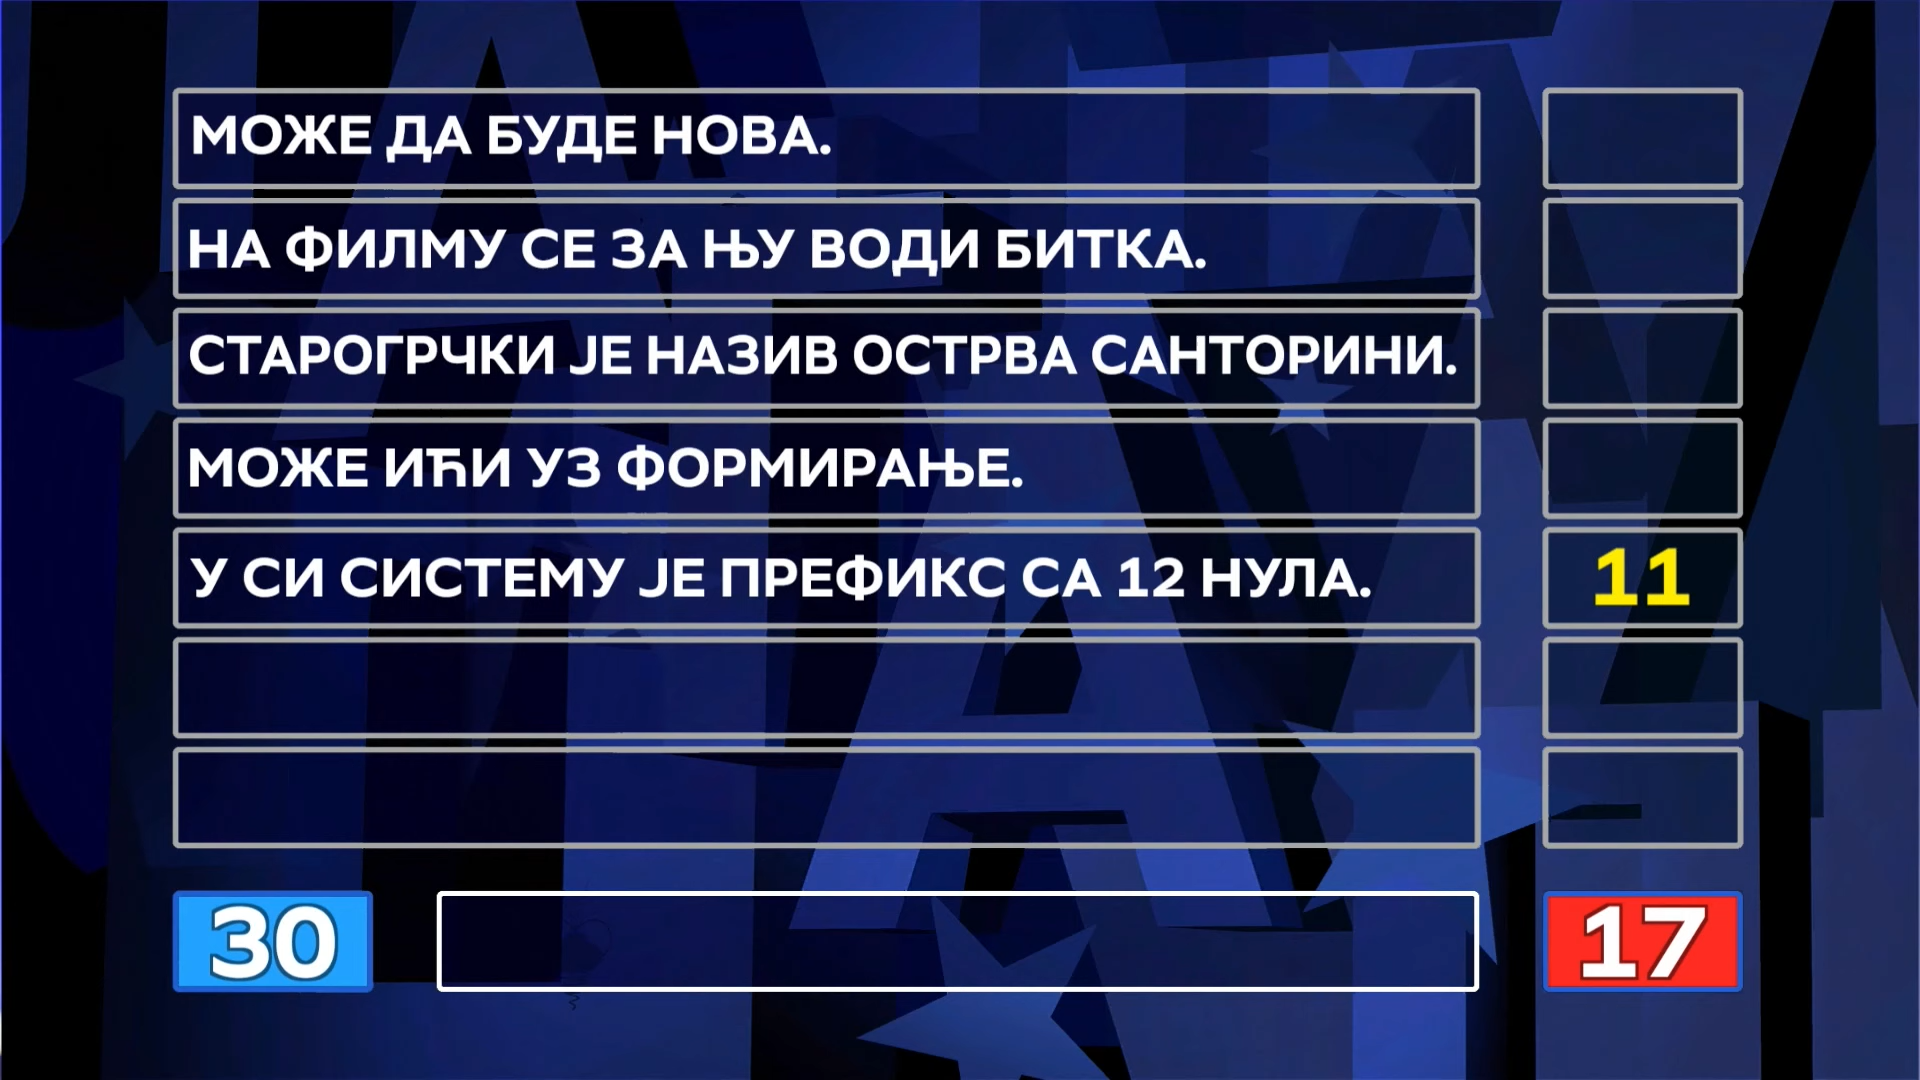 МОЖЕ ДА БУДЕ НОВА.
НА ФИЛМУ СЕ ЗА ЊУ ВОДИ БИТКА.
СТАРОГРЧКИ ЈЕ НАЗИВ ОСТРВА САНТОРИНИ.
МОЖЕ ИЋИ УЗ ФОРМИРАЊЕ.
У СИ СИСТЕМУ ЈЕ ПРЕФИКС СА 12 НУЛА. 11
30 17